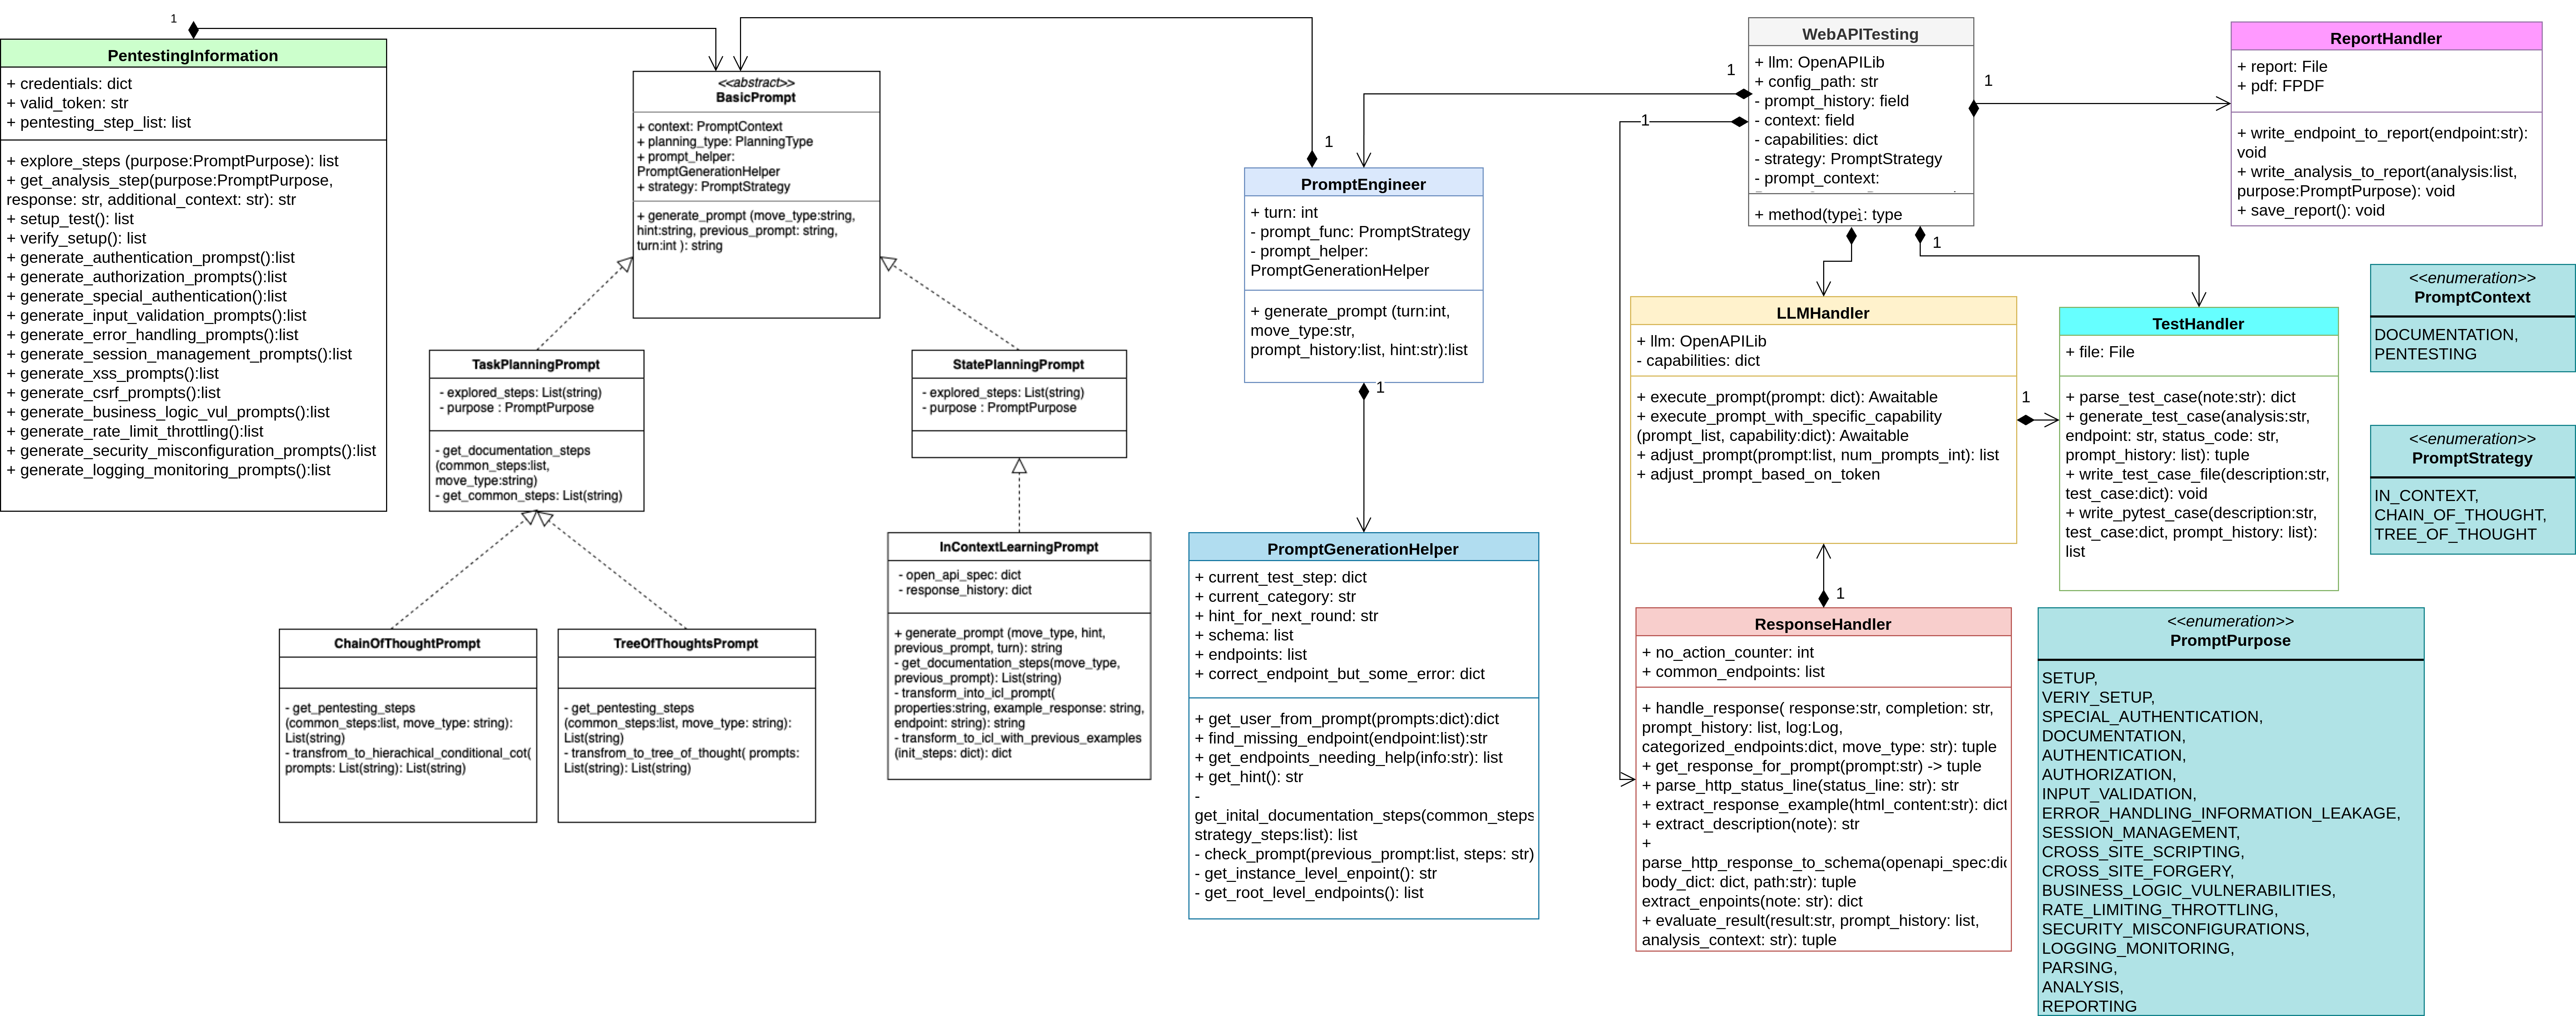 1
PentestingInformation
+ credentials: dict
+ valid_token: str
+ pentesting_step_list: list
+ explore_steps (purpose:PromptPurpose): list
+ get_analysis_step(purpose:PromptPurpose,
response: str, additional_context: str): str
+ setup_test(): list
+ verify_setup(): list
+ generate_authentication_prompst():list
+ generate_authorization_prompts():list
+ generate_special_authentication():list
+ generate_input_validation_prompts():list
+ generate_error_handling_prompts():list
+ generate_session_management_prompts():list
+ generate_xss_prompts():list
+ generate_csrf_prompts():list
+ generate_business_logic_vul_prompts():list
+ generate_rate_limit_throttling():list
+ generate_security_misconfiguration_prompts():list
+ generate_logging_monitoring_prompts():list
<<abstract>>
BasicPrompt
+ context: PromptContext
+ planning_type: PlanningType
+ prompt_helper:
PromptGenerationHelper
+ strategy: PromptStrategy
+ generate_prompt (move_type:string,
hint:string, previous_prompt: string,
turn:int ): string
TaskPlanningPrompt
- explored_steps: List(string)
- purpose : PromptPurpose
- get_documentation_steps
(common_steps:list,
move_type:string)
- get_common_steps: List(string)
StatePlanningPrompt
- explored_steps: List(string)
- purpose : PromptPurpose
ChainOfThoughtPrompt
- get_pentesting_steps
(common_steps:list, move_type: string):
List(string)
- transfrom_to_hierachical_conditional_cot(
prompts: List(string): List(string)
TreeOfThoughtsPrompt
- get_pentesting_steps
(common_steps:list, move_type: string):
List(string)
- transfrom_to_tree_of_thought( prompts:
List(string): List(string)
InContextLearningPrompt
- open_api_spec: dict
- response_history: dict
+ generate_prompt (move_type, hint,
previous_prompt, turn): string
- get_documentation_steps(move_type,
previous_prompt): List(string)
- transform_into_icl_prompt(
properties:string, example_response: string,
endpoint: string): string
- transform_to_icl_with_previous_examples
(init_steps: dict): dict
1
PromptEngineer
+ turn: int
- prompt_func: PromptStrategy
- prompt_helper:
PromptGenerationHelper
+ generate_prompt (turn:int,
move_type:str,
prompt_history:list, hint:str):list
1
PromptGenerationHelper
+ current_test_step: dict
+ current_category: str
+ hint_for_next_round: str
+ schema: list
+ endpoints: list
+ correct_endpoint_but_some_error: dict
+ get_user_from_prompt(prompts:dict):dict
+ find_missing_endpoint(endpoint:list):str
+ get_endpoints_needing_help(info:str): list
+ get_hint(): str
-
get_inital_documentation_steps(common_steps
strategy_steps:list): list
- check_prompt(previous_prompt:list, steps: str)
- get_instance_level_enpoint(): str
- get_root_level_endpoints(): list
WebAPITesting
+ llm: OpenAPILib
+ config_path: str
- prompt_history: field
- context: field
- capabilities: dict
- strategy: PromptStrategy
- prompt_context:
+ method(type): type
1
1
1
1
1
LLMHandler
+ llm: OpenAPILib
- capabilities: dict
+ execute_prompt(prompt: dict): Awaitable
+ execute_prompt_with_specific_capability
(prompt_list, capability:dict): Awaitable
+ adjust_prompt(prompt:list, num_prompts_int): list
+ adjust_prompt_based_on_token
1
1
ResponseHandler
+ no_action_counter: int
+ common_endpoints: list
+ handle_response( response:str, completion: str,
prompt_history: list, log:Log,
categorized_endpoints:dict, move_type: str): tuple
+ get_response_for_prompt(prompt:str) -> tuple
+ parse_http_status_line(status_line: str): str
+ extract_response_example(html_content:str): dict
+ extract_description(note): str
+
parse_http_response_to_schema(openapi_spec:dic
body_dict: dict, path:str): tuple
extract_enpoints(note: str): dict
+ evaluate_result(result:str, prompt_history: list,
analysis_context: str): tuple
ReportHandler
+ report: File
+ pdf: FPDF
+ write_endpoint_to_report(endpoint:str):
void
+ write_analysis_to_report(analysis:list,
purpose:PromptPurpose): void
+ save_report(): void
TestHandler
+ file: File
+ parse_test_case(note:str): dict
+ generate_test_case(analysis:str,
endpoint: str, status_code: str,
prompt_history: list): tuple
+ write_test_case_file(description:str,
test_case:dict): void
+ write_pytest_case(description:str,
test_case:dict, prompt_history: list):
list
<<enumeration>>
PromptContext
DOCUMENTATION,
PENTESTING
<<enumeration>>
PromptStrategy
IN_CONTEXT,
CHAIN_OF_THOUGHT,
TREE_OF_THOUGHT
<<enumeration>>
PromptPurpose
SETUP,
VERIY_SETUP,
SPECIAL_AUTHENTICATION,
DOCUMENTATION,
AUTHENTICATION,
AUTHORIZATION,
INPUT_VALIDATION,
ERROR_HANDLING_INFORMATION_LEAKAGE,
SESSION_MANAGEMENT,
CROSS_SITE_SCRIPTING,
CROSS_SITE_FORGERY,
BUSINESS_LOGIC_VULNERABILITIES,
RATE_LIMITING_THROTTLING,
SECURITY_MISCONFIGURATIONS,
LOGGING_MONITORING,
PARSING,
ANALYSIS,
REPORTING